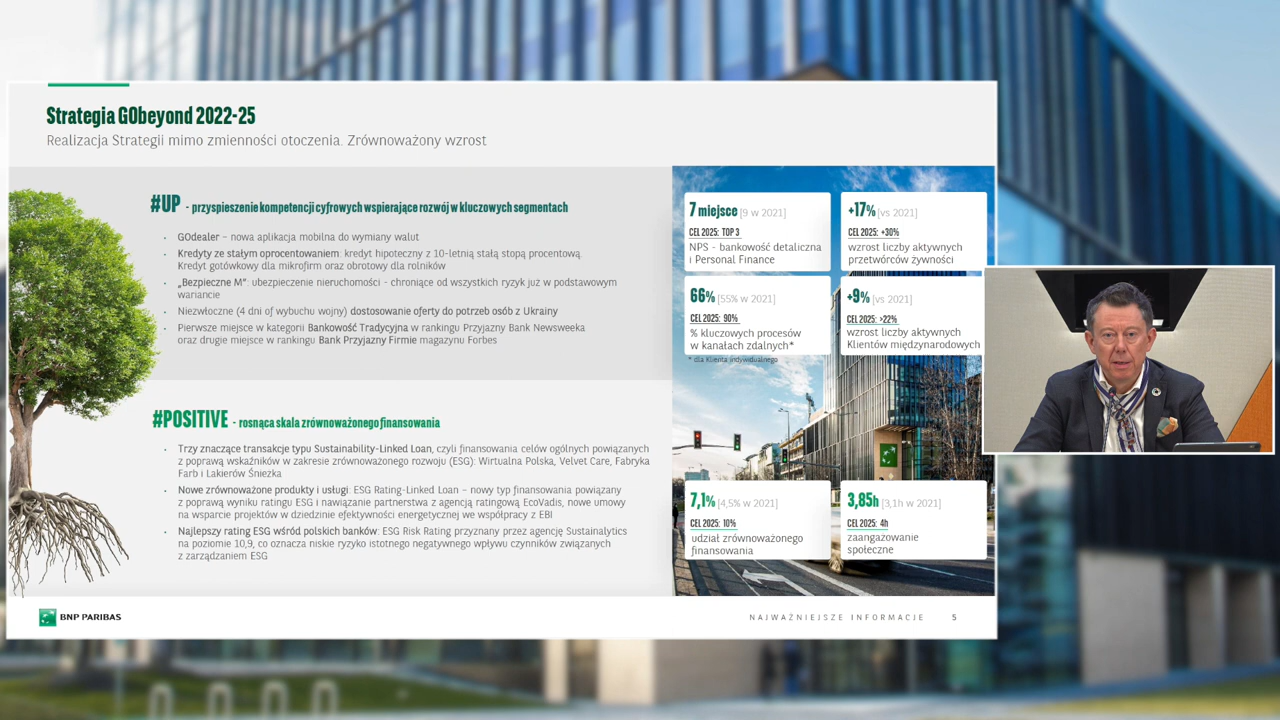 Strategia GObeyond 2022-25
Realizacja Strategii mimo zmienności otoczenia. Zrównoważony wzrost
#UP - przyspieszenie kompetencji cyfrowych wspierające rozwój w kluczowych segmentach
· GOdealer – nowa aplikacja mobilna do wymiany walut
· Kredyty ze stałym oprocentowaniem: kredyt hipoteczny z 10-letnią stałą stopą procentową.
Kredyt gotówkowy dla mikrofirm oraz obrotowy dla rolników
· „Bezpieczne M”: ubezpieczenie nieruchomości - chroniące od wszystkich ryzyk już w podstawowym
wariancie
· Niezwłoczne (4 dni of wybuchu wojny) dostosowanie oferty do potrzeb osób z Ukrainy
· Pierwsze miejsce w kategorii Bankowość Tradycyjna w rankingu Przyjazny Bank Newsweeka
oraz drugie miejsce w rankingu Bank Przyjazny Firmie magazynu Forbes
#POSITIVE - rosnąca skala zrównoważonego finansowania
· Trzy znaczące transakcje typu Sustainability-Linked Loan, czyli finansowania celów ogólnych powiązanych
z poprawą wskaźników w zakresie zrównoważonego rozwoju (ESG): Wirtualna Polska, Velvet Care, Fabryka
Farb i Lakierów Śnieżka
· Nowe zrównoważone produkty i usługi: ESG Rating-Linked Loan – nowy typ finansowania powiązany
z poprawą wyniku ratingu ESG i nawiązanie partnerstwa z agencją ratingową EcoVadis, nowe umowy
na wsparcie projektów w dziedzinie efektywności energetycznej we współpracy z EBI
· Najlepszy rating ESG wśród polskich banków: ESG Risk Rating przyznany przez agencję Sustainalytics
na poziomie 10,9, co oznacza niskie ryzyko istotnego negatywnego wpływu czynników związanych
z zarządzaniem ESG
7 miejsce [9 w 2021]
CEL 2025: TOP 3
NPS - bankowość detaliczna
i Personal Finance
+17% [vs 2021]
CEL 2025: +30%
wzrost liczby aktywnych
przetwórców żywności
66% [55% w 2021]
CEL 2025: 90%
% kluczowych procesów
w kanałach zdalnych*
* dla Klienta indywidualnego
+9% [vs 2021]
CEL 2025: >22%
wzrost liczby aktywnych
Klientów międzynarodowych
7,1% [4,5% w 2021]
CEL 2025: 10%
udział zrównoważonego
finansowania
3,85h [3,1h w 2021]
CEL 2025: 4h
zaangażowanie
społeczne
BNP PARIBAS
NAJWAŻNIEJSZE INFORMACJE 5